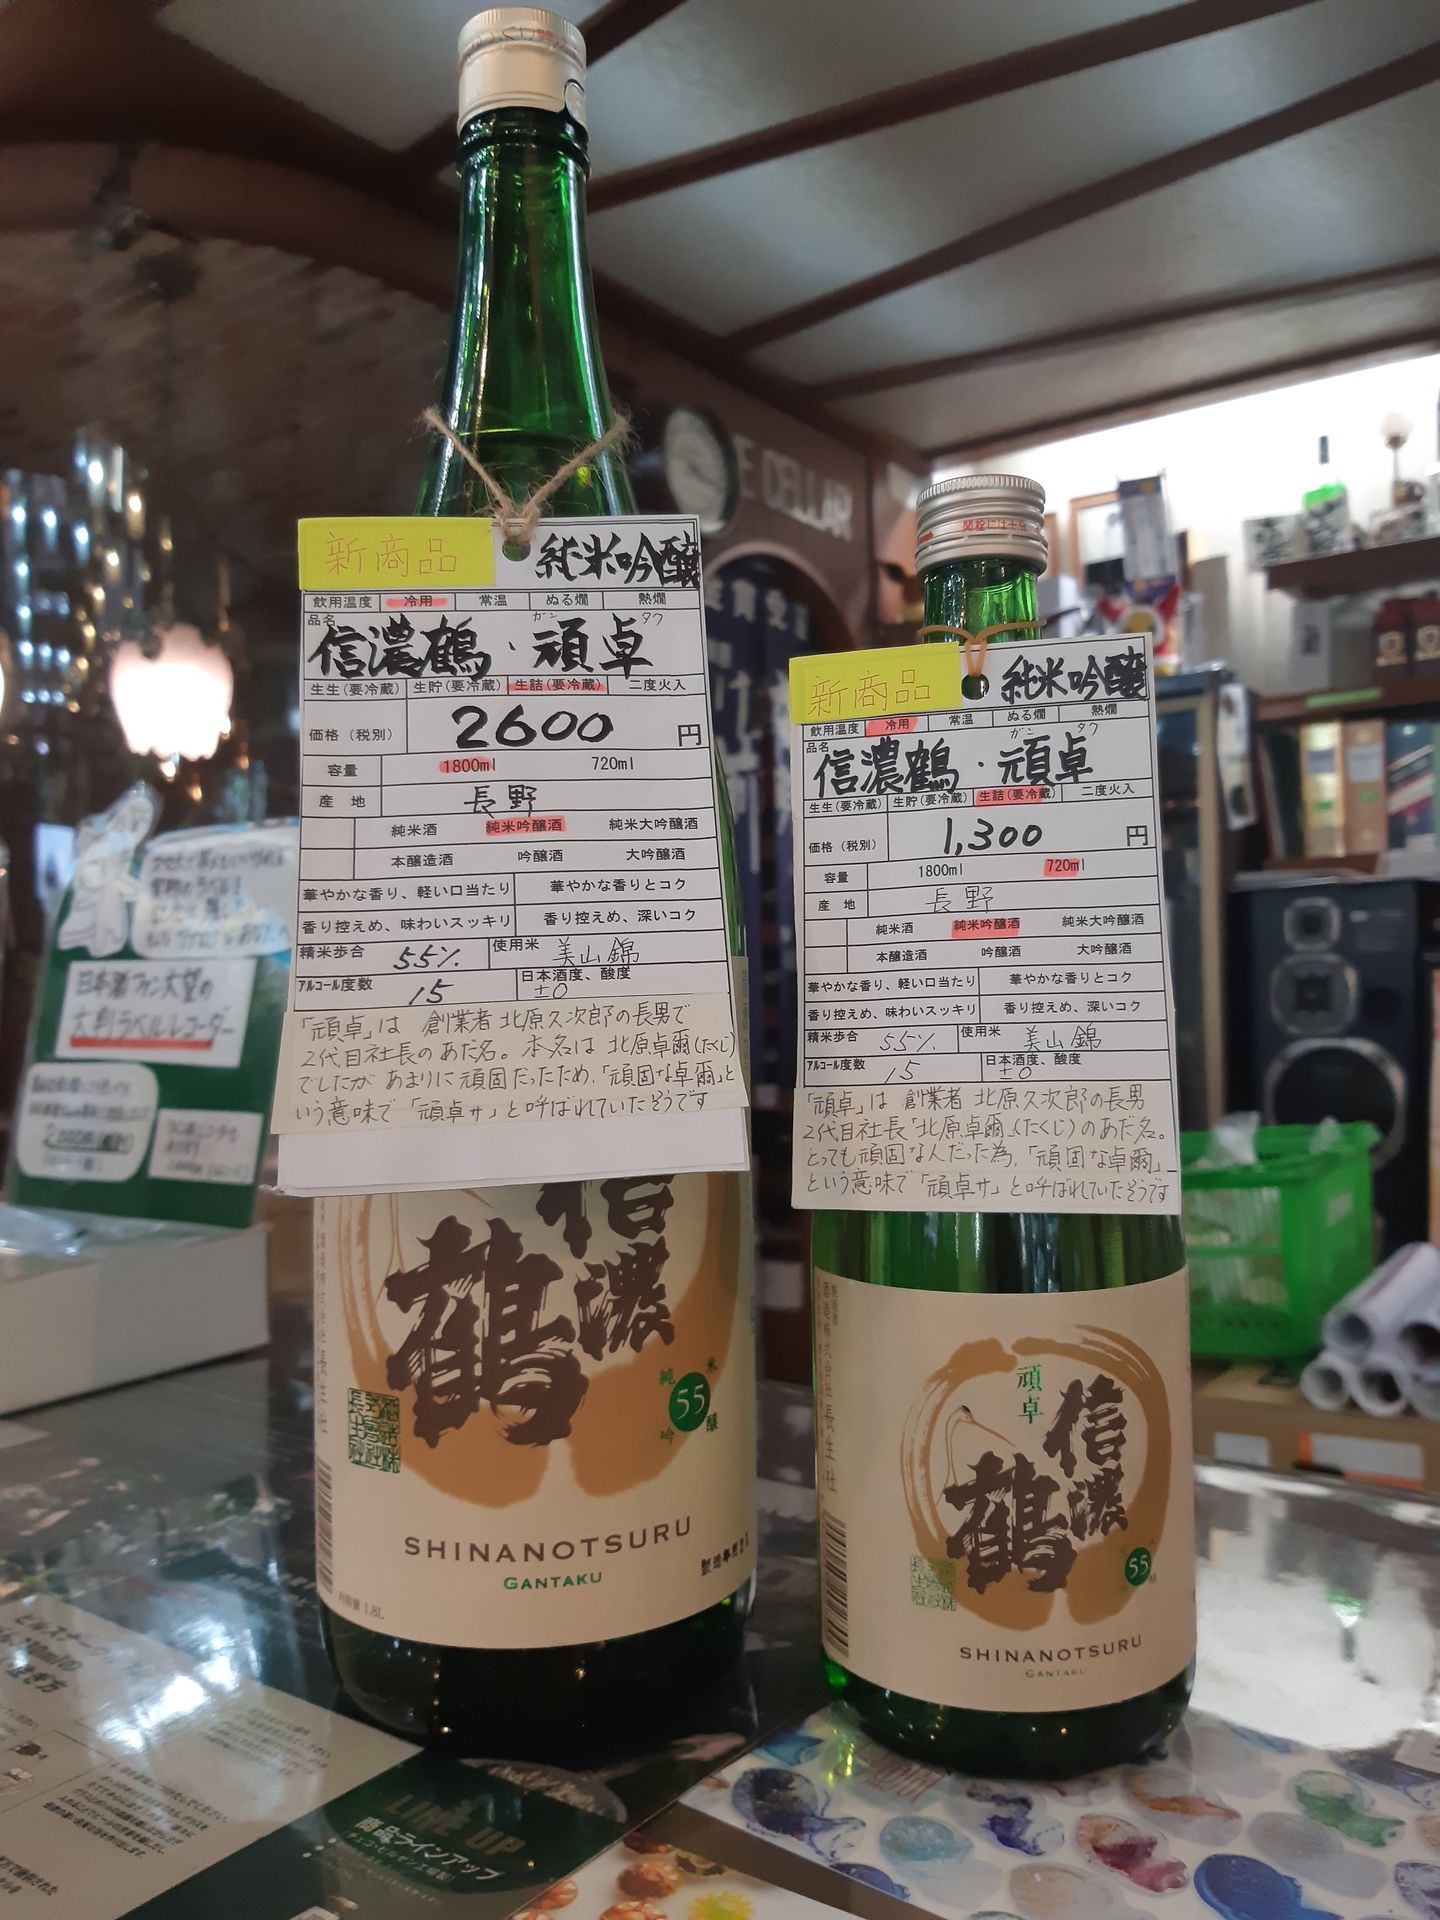 新商品 純米吟醸
飲用温度 冷用 常温 ぬる燗 熱燗
品名 ガン タク
信濃鶴・頑卓
生生(要冷蔵) 生貯(要冷蔵) 生詰(要冷蔵) 二度火入
価格(税別) 2600 円
容量 1800ml 720ml
産 地 長野
純米酒 純米吟醸酒 純米大吟醸酒
本醸造酒 吟醸酒 大吟醸酒
華やかな香り、軽い口当たり 華やかな香りとコク
香り控えめ、味わいスッキリ 香り控えめ、深いコク
精米歩合 55% 使用米 美山錦
アルコール度数 15 日本酒度、酸度 ±0
「頑卓」は 創業者 北原久次郎の長男で
2代目社長のあだ名。本名は 北原卓爾(たくじ)
でしたが あまりに頑固だったため、「頑固な卓爾」と
いう意味で「頑卓サ」と呼ばれていたそうです
信濃
鶴
純米
吟醸
55
SHINANOTSURU
GANTAKU
内容量 1.8L
製造年月
新商品 純米吟醸
飲用温度 冷用 常温 ぬる燗 熱燗
品名 ガン タク
信濃鶴・頑卓
生生(要冷蔵) 生貯(要冷蔵) 生詰(要冷蔵) 二度火入
価格(税別) 1,300 円
容量 1800ml 720ml
産 地 長野
純米酒 純米吟醸酒 純米大吟醸酒
本醸造酒 吟醸酒 大吟醸酒
華やかな香り、軽い口当たり 華やかな香りとコク
香り控えめ、味わいスッキリ 香り控えめ、深いコク
精米歩合 55% 使用米 美山錦
アルコール度数 15 日本酒度、酸度 ±0
「頑卓」は 創業者 北原久次郎の長男
2代目社長「北原卓爾」(たくじ)のあだ名。
とっても頑固なんだった為、「頑固な卓爾」
という意味で「頑卓サ」と呼ばれていたそうです
頑卓
信濃
鶴
55
SHINANOTSURU
GANTAKU
酒造株式会社長生社
開栓には十分
E CELLAR
日本酒ファン大望の
大判ラベルレコーダー
LINE UP
商品ラインアップ